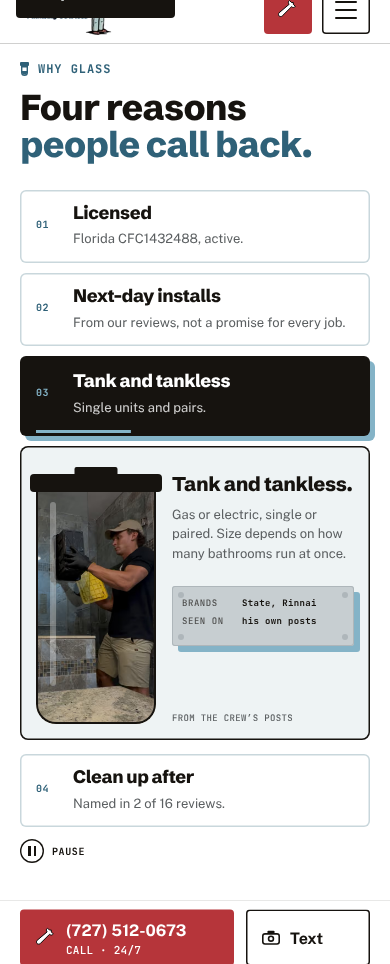 WHY GLASS
Four reasons
people call back.
01
Licensed
Florida CFC1432488, active.
02
Next-day installs
From our reviews, not a promise for every job.
03
Tank and tankless
Single units and pairs.
Tank and tankless.
Gas or electric, single or
paired. Size depends on how
many bathrooms run at once.
BRANDS State, Rinnai
SEEN ON his own posts
FROM THE CREW'S POSTS
04
Clean up after
Named in 2 of 16 reviews.
PAUSE
(727) 512-0673
CALL · 24/7
Text